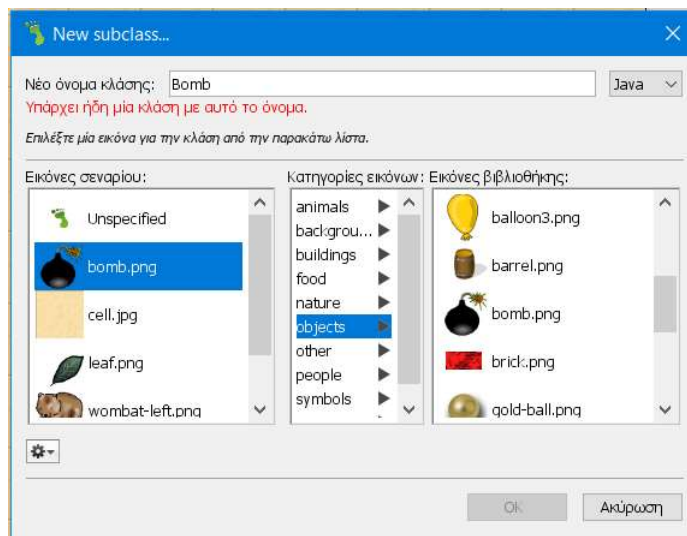 New subclass...
Νέο όνομα κλάσης: Bomb Java
Υπάρχει ήδη μία κλάση με αυτό το όνομα.
Επιλέξτε μία εικόνα για την κλάση από την παρακάτω λίστα.
Εικόνες σεναρίου:
Unspecified
bomb.png
cell.jpg
leaf.png
wombat-left.png
Κατηγορίες εικόνων:
animals
backgrou...
buildings
food
nature
objects
other
people
symbols
Εικόνες βιβλιοθήκης:
balloon3.png
barrel.png
bomb.png
brick.png
gold-ball.png
OK Ακύρωση